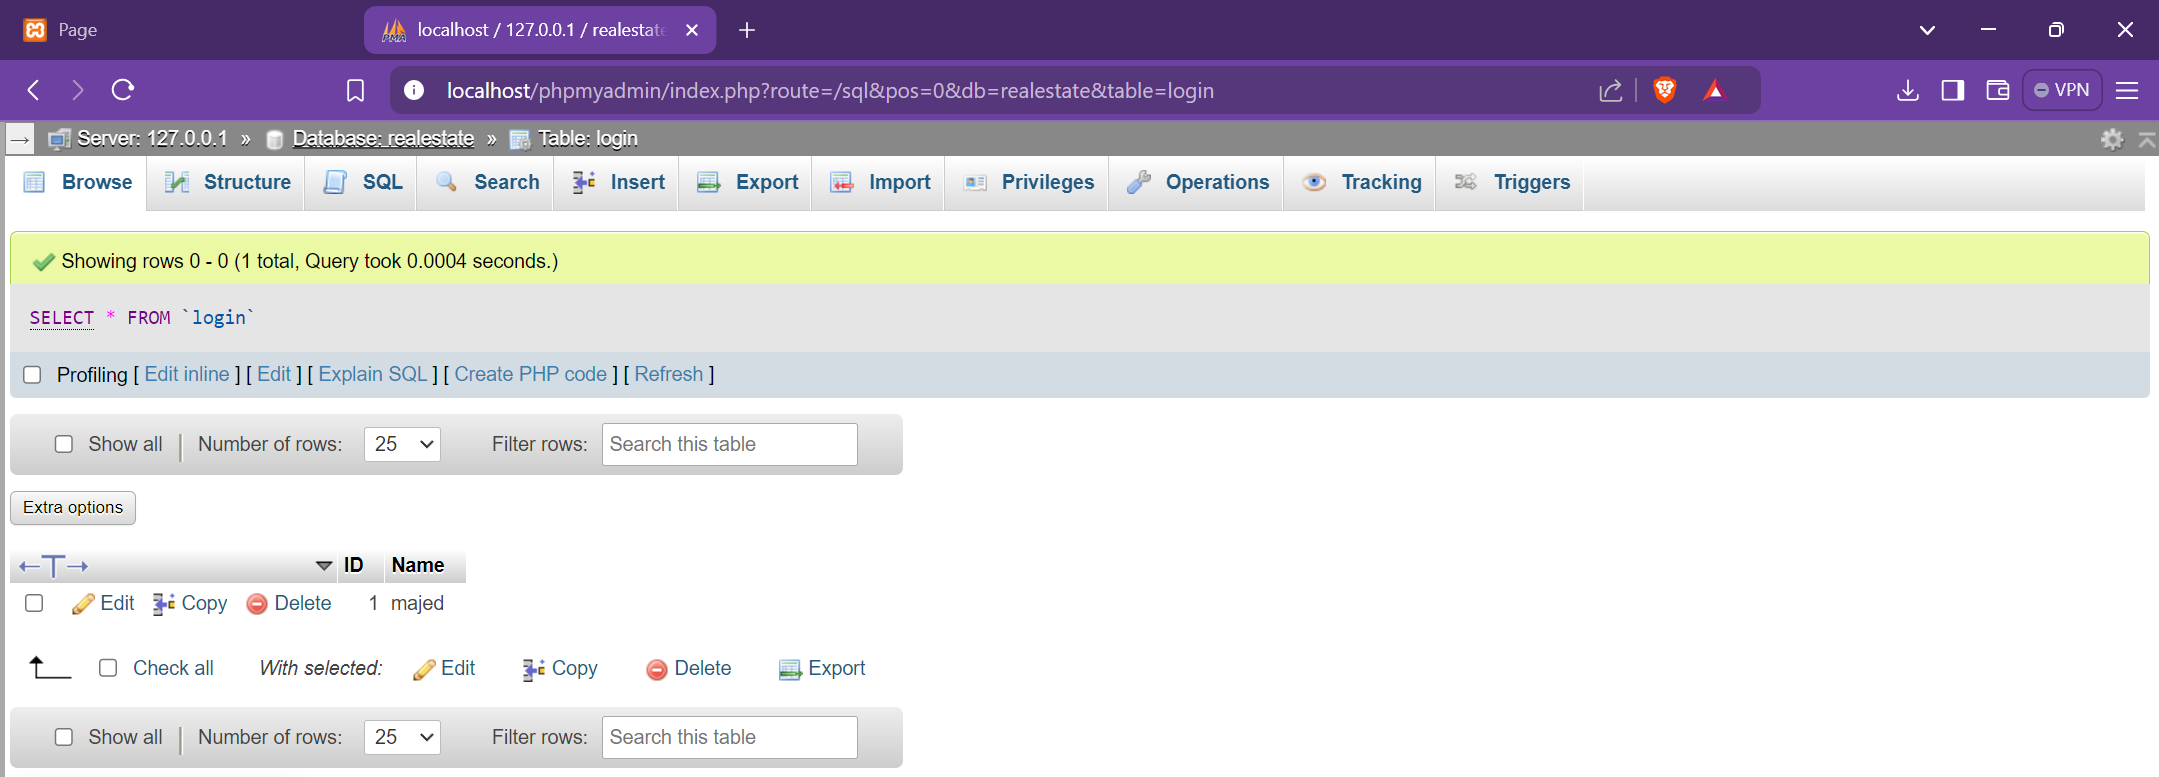 Page
localhost / 127.0.0.1 / realestate
localhost/phpmyadmin/index.php?route=/sql&pos=0&db=realestate&table=login
VPN
Server: 127.0.0.1 » Database: realestate » Table: login
Browse Structure SQL Search Insert Export Import Privileges Operations Tracking Triggers
Showing rows 0 - 0 (1 total, Query took 0.0004 seconds.)
SELECT * FROM `login`
Profiling [ Edit inline ] [ Edit ] [ Explain SQL ] [ Create PHP code ] [ Refresh ]
Show all | Number of rows: 25 Filter rows: Search this table
Extra options
←T→ ID Name
Edit Copy Delete 1 majed
Check all With selected: Edit Copy Delete Export
Show all | Number of rows: 25 Filter rows: Search this table